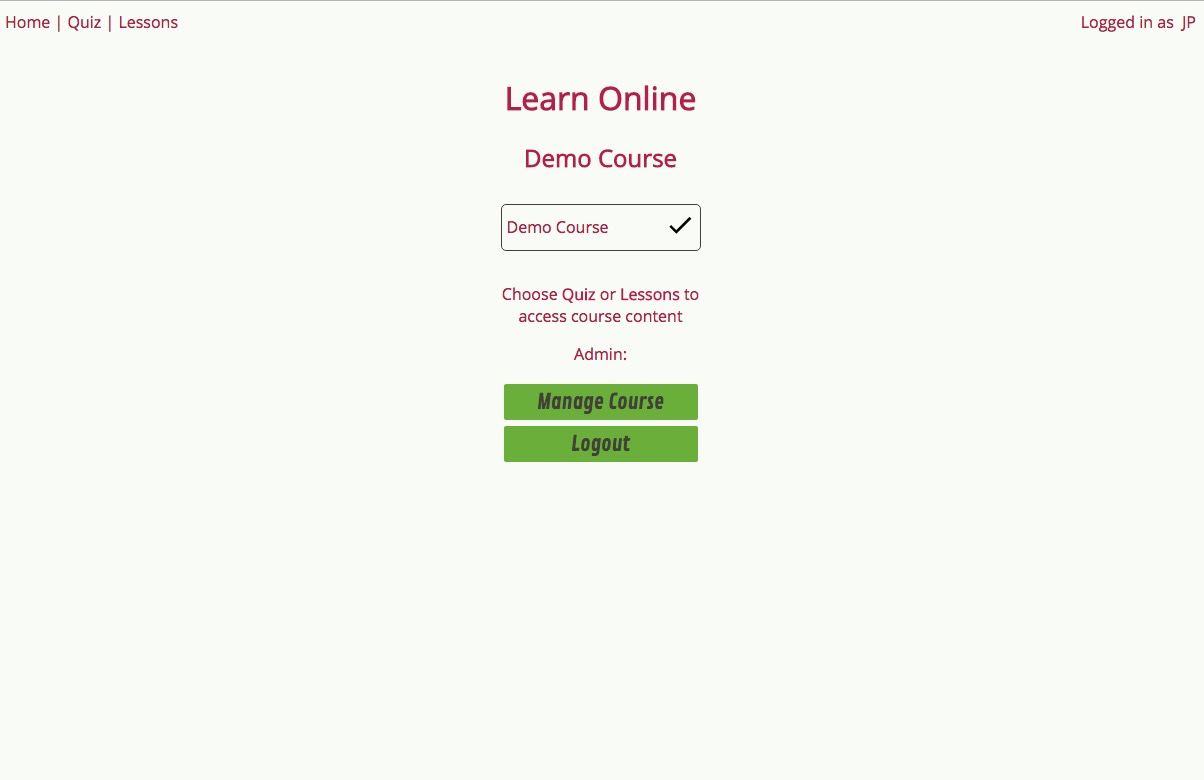 Home | Quiz | Lessons
Logged in as JP
Learn Online
Demo Course
Demo Course
Choose Quiz or Lessons to
access course content
Admin:
Manage Course
Logout